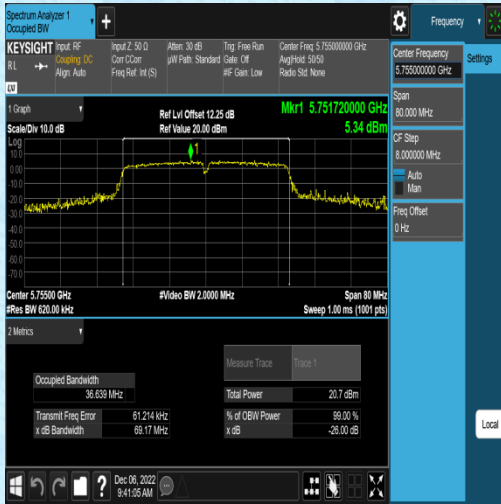 Spectrum Analyzer 1
Occupied BW
Frequency
KEYSIGHT
RL
LXI
Input: RF
Coupling: DC
Align: Auto
Input Z: 50 Ω
Corr CCorr
Freq Ref: Int (S)
Atten: 30 dB
µW Path: Standard
Trig: Free Run
Gate: Off
#IF Gain: Low
Center Freq: 5.755000000 GHz
Avg|Hold: 50/50
Radio Std: None
Center Frequency
5.755000000 GHz
Settings
Span
80.000 MHz
CF Step
8.000000 MHz
Auto
Man
Freq Offset
0 Hz
Local
1 Graph
Scale/Div 10.0 dB
Ref Lvl Offset 12.25 dB
Ref Value 20.00 dBm
Mkr1 5.751720000 GHz
5.34 dBm
Log
10.0
0.00
-10.0
-20.0
-30.0
-40.0
-50.0
-60.0
-70.0
1
Center 5.75500 GHz
#Res BW 620.00 kHz
#Video BW 2.0000 MHz
Span 80 MHz
Sweep 1.00 ms (1001 pts)
2 Metrics
Measure Trace
Trace 1
Occupied Bandwidth
36.639 MHz
Total Power
20.7 dBm
Transmit Freq Error
61.214 kHz
% of OBW Power
99.00 %
x dB Bandwidth
69.17 MHz
x dB
-26.00 dB
?
Dec 06, 2022
9:41:05 AM